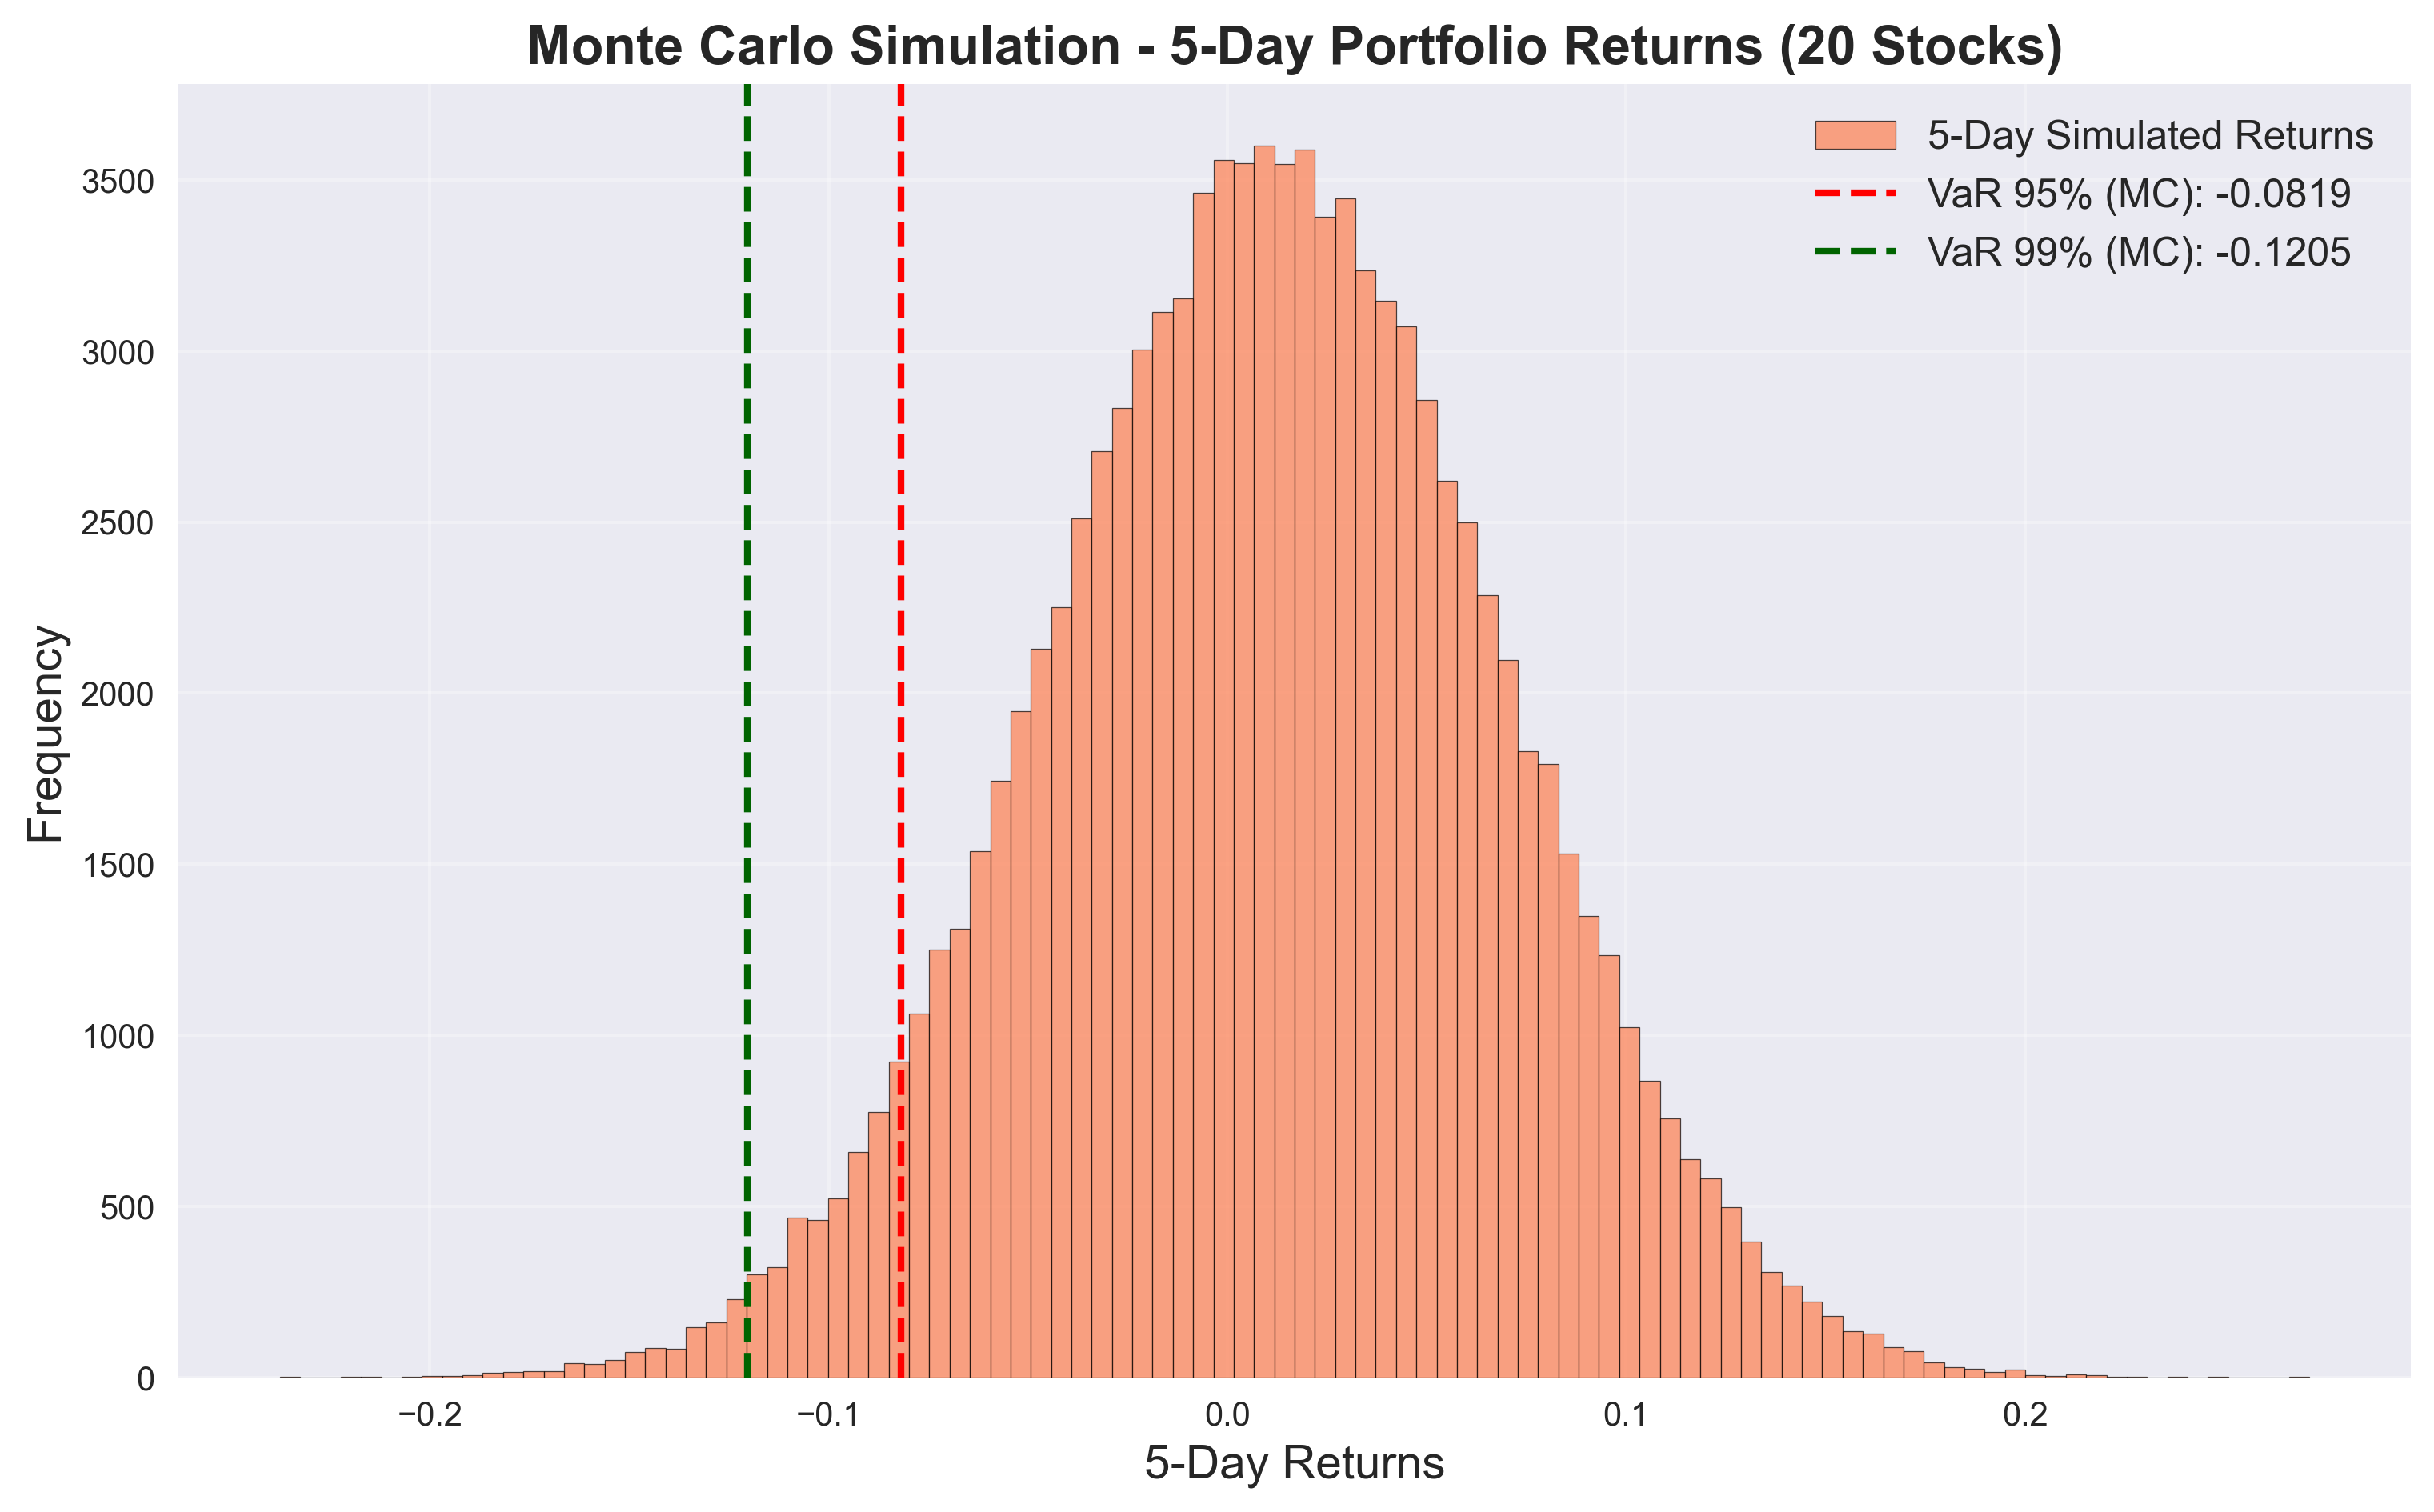 Monte Carlo Simulation - 5-Day Portfolio Returns (20 Stocks)
5-Day Simulated Returns
VaR 95% (MC): -0.0819
VaR 99% (MC): -0.1205
Frequency
3500
3000
2500
2000
1500
1000
500
0
−0.2
−0.1
0.0
0.1
0.2
5-Day Returns